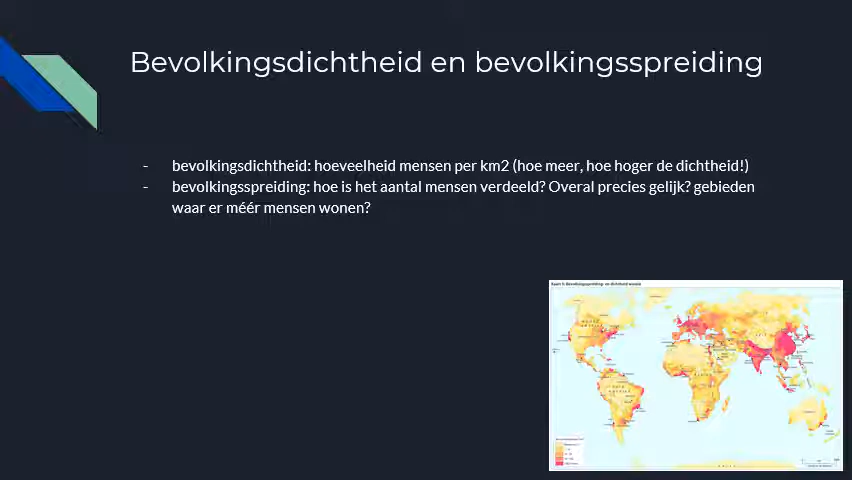 Bevolkingsdichtheid en bevolkingsspreiding
- bevolkingsdichtheid: hoeveelheid mensen per km2 (hoe meer, hoe hoger de dichtheid!)
- bevolkingsspreiding: hoe is het aantal mensen verdeeld? Overal precies gelijk? gebieden
waar er méér mensen wonen?